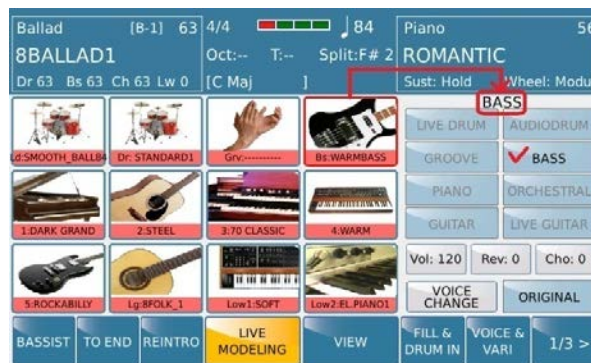 Ballad [B-1] 63 4/4 84 Piano 56
8BALLAD1 Oct:-- T:-- Split:F# 2 ROMANTIC
Dr 63 Bs 63 Ch 63 Lw 0 [C Maj ] Sust: Hold Wheel: Modu
BASS
LIVE DRUM AUDIODRUM
Ld:SMOOTH_BALL84 Dr: STANDARD1 Grv:---------- Bs:WARMBASS
GROOVE BASS
PIANO ORCHESTRAL
1:DARK GRAND 2:STEEL 3:70 CLASSIC 4:WARM
GUITAR LIVE GUITAR
Vol: 120 Rev: 0 Cho: 0
VOICE CHANGE ORIGINAL
5:ROCKABILLY Lg:8FOLK_1 Low1:SOFT Low2:EL.PIANO1
BASSIST TO END REINTRO LIVE MODELING VIEW FILL & DRUM IN VOICE & VARI 1/3 >